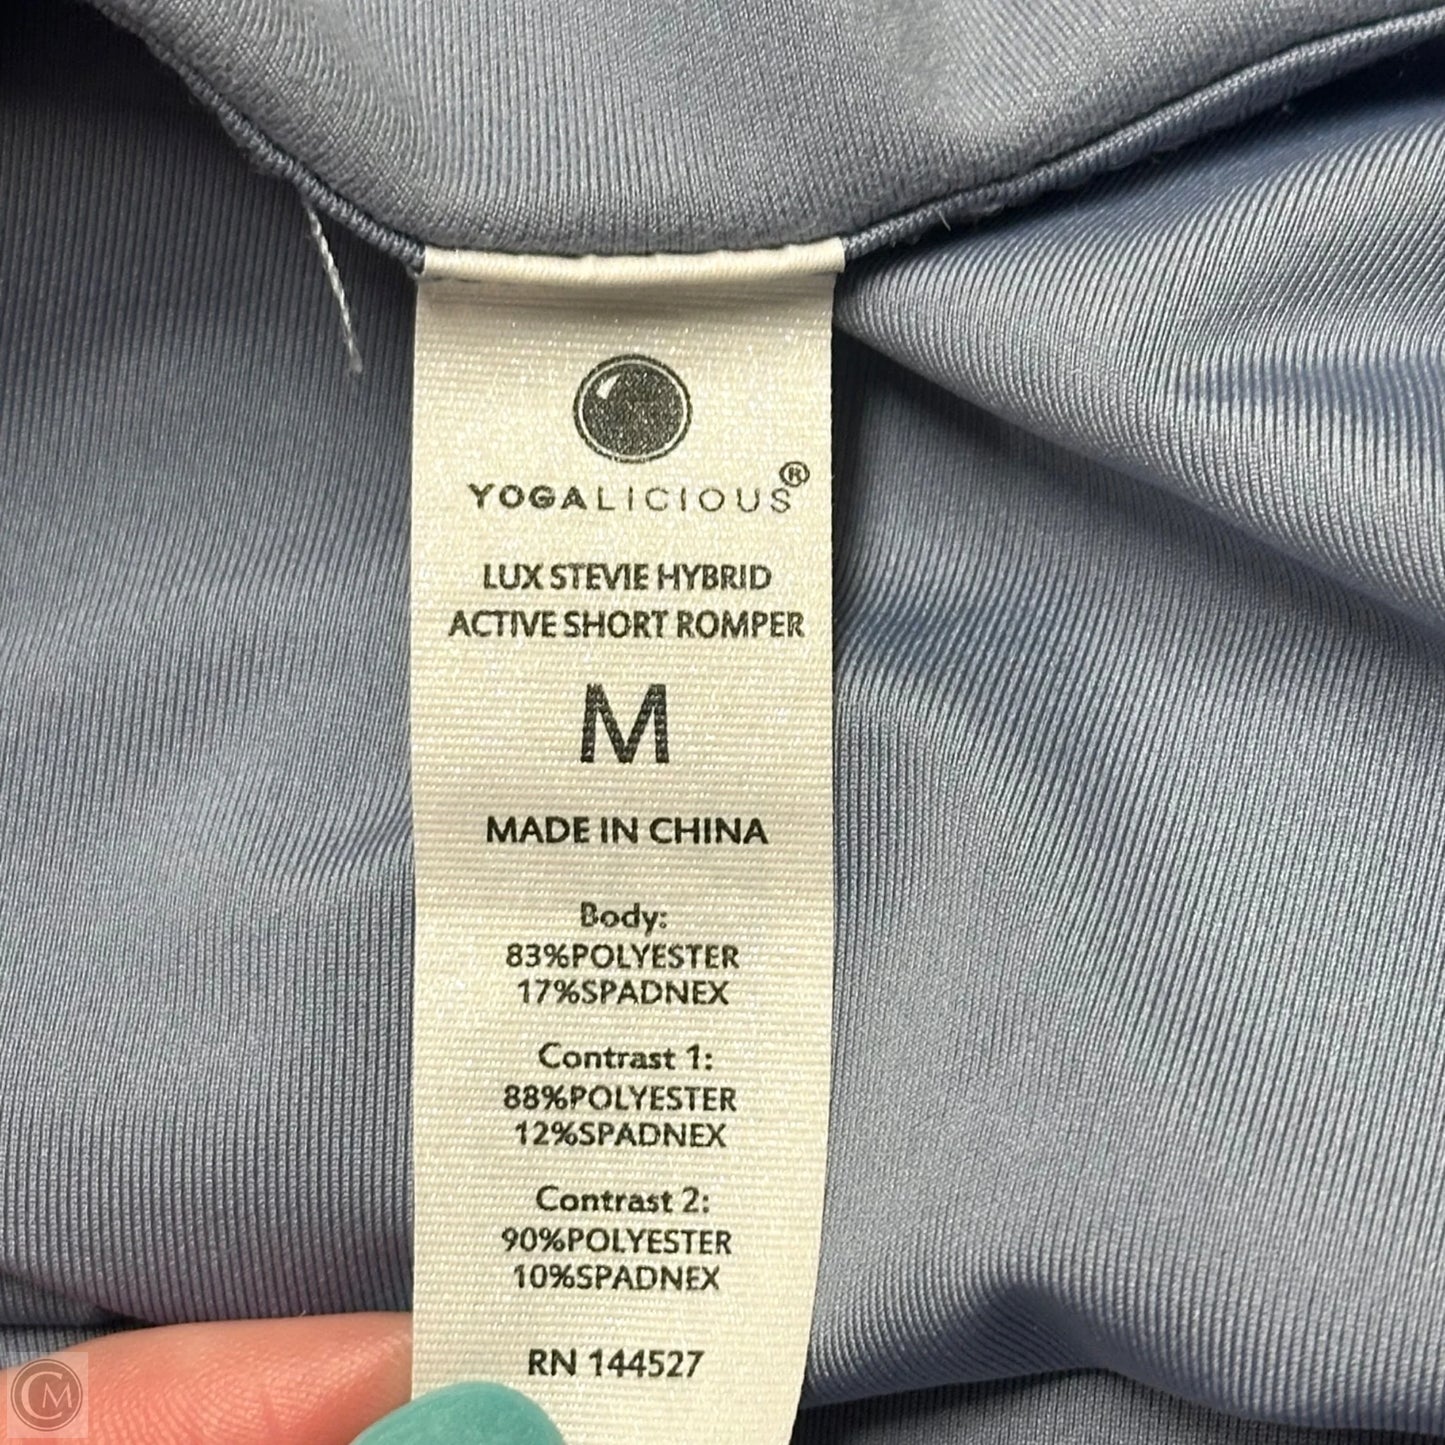 YOGALICIOUS®
LUX STEVIE HYBRID
ACTIVE SHORT ROMPER
M
MADE IN CHINA
Body:
83%POLYESTER
17%SPADNEX
Contrast 1:
88%POLYESTER
12%SPADNEX
Contrast 2:
90%POLYESTER
10%SPADNEX
RN 144527
CM